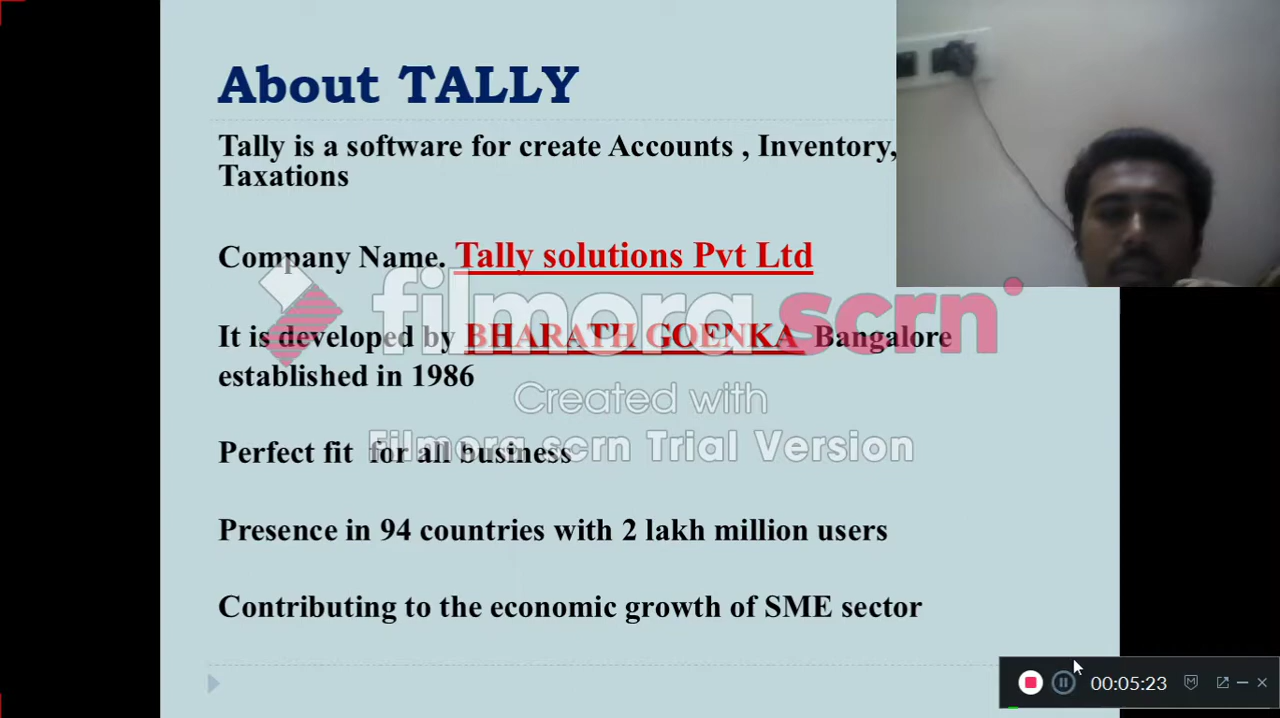 About TALLY
Tally is a software for create Accounts , Inventory,
Taxations
Company Name. Tally solutions Pvt Ltd
filmora scrn
It is developed by BHARATH GOENKA Bangalore
established in 1986
Created with
Filmora scrn Trial Version
Perfect fit for all business
Presence in 94 countries with 2 lakh million users
Contributing to the economic growth of SME sector
00:05:23